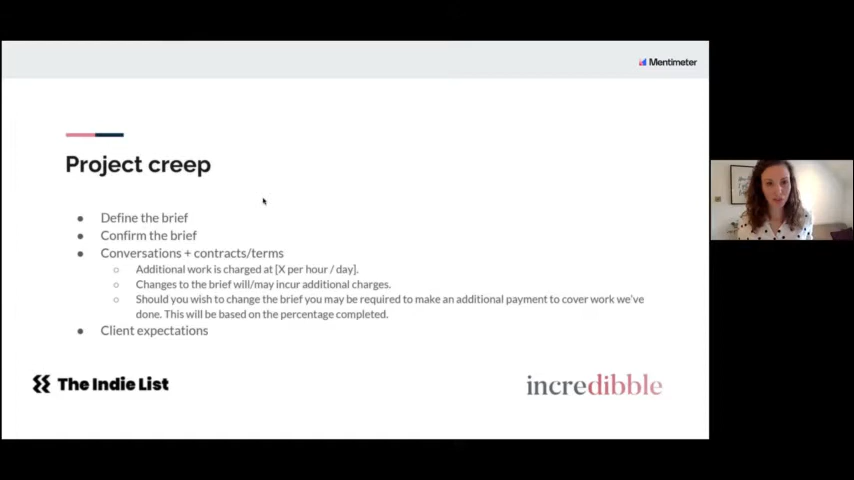 Mentimeter
Project creep
● Define the brief
● Confirm the brief
● Conversations + contracts/terms
○ Additional work is charged at [X per hour / day].
○ Changes to the brief will/may incur additional charges.
○ Should you wish to change the brief you may be required to make an additional payment to cover work we've
done. This will be based on the percentage completed.
● Client expectations
The Indie List
incredibble